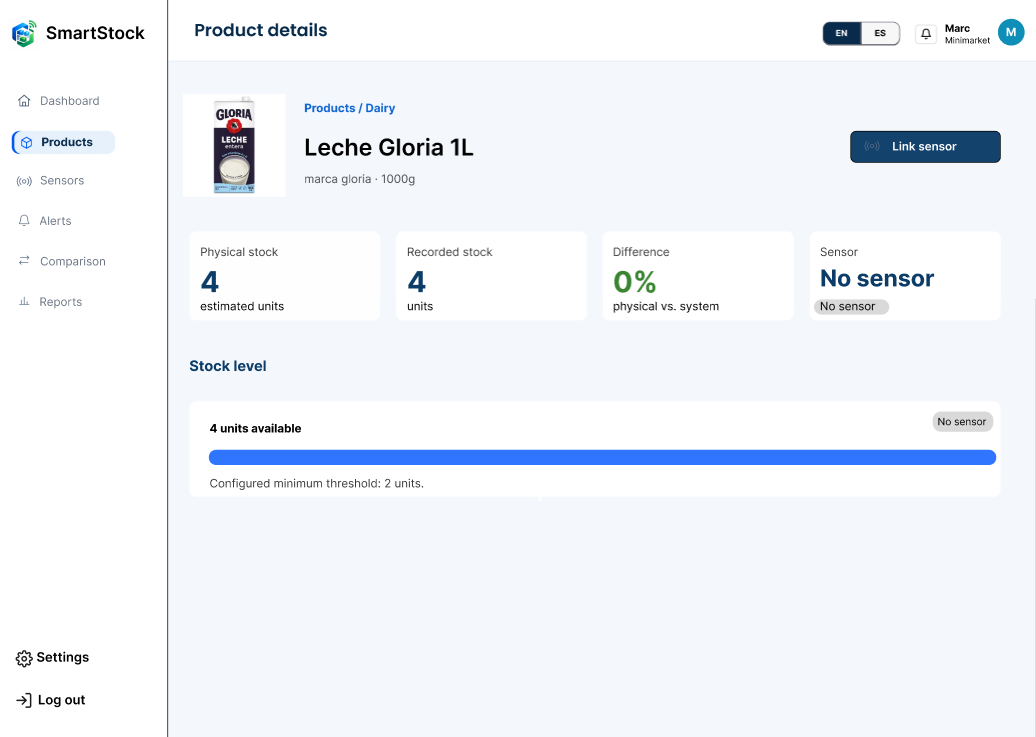 SmartStock
Product details
EN
ES
Marc
Minimarket
M
Dashboard
Products
Sensors
Alerts
Comparison
Reports
Settings
Log out
GLORIA
LECHE
entera
Products / Dairy
Leche Gloria 1L
marca gloria · 1000g
Link sensor
Physical stock
4
estimated units
Recorded stock
4
units
Difference
0%
physical vs. system
Sensor
No sensor
No sensor
Stock level
4 units available
No sensor
Configured minimum threshold: 2 units.